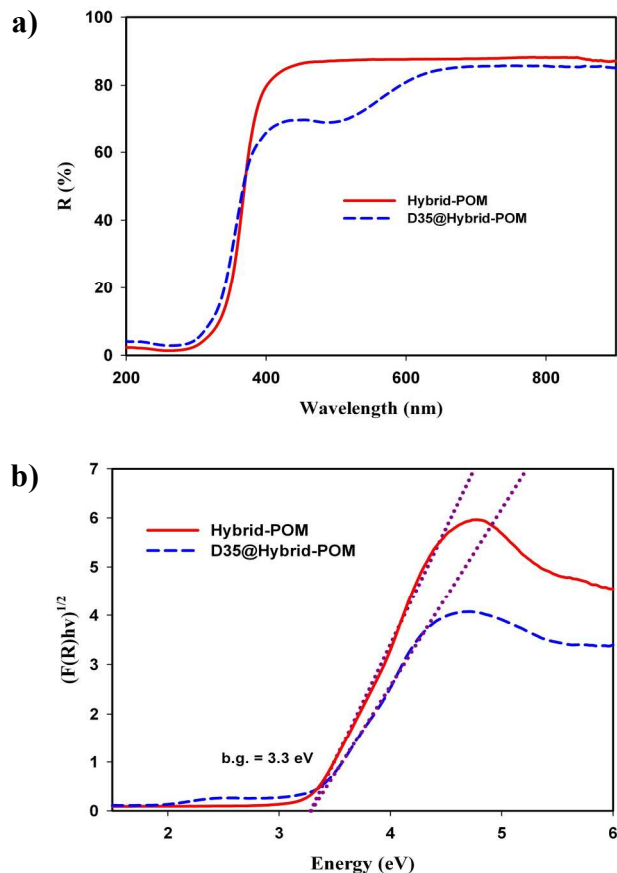 a)
100
80
60
40
20
0
R (%)
Hybrid-POM
D35@Hybrid-POM
200 400 600 800
Wavelength (nm)
b)
7
6
5
4
3
2
1
0
(F(R)hν)^1/2
Hybrid-POM
D35@Hybrid-POM
b.g. = 3.3 eV
2 3 4 5 6
Energy (eV)